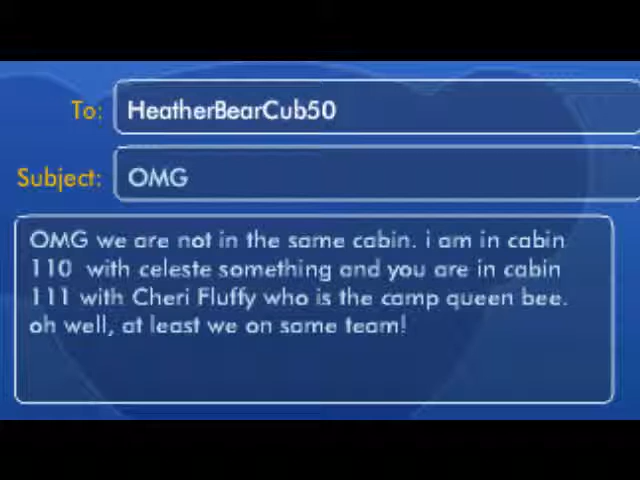 To: HeatherBearCub50
Subject: OMG
OMG we are not in the same cabin. i am in cabin
110 with celeste something and you are in cabin
111 with Cheri Fluffy who is the camp queen bee.
oh well, at least we on same team!